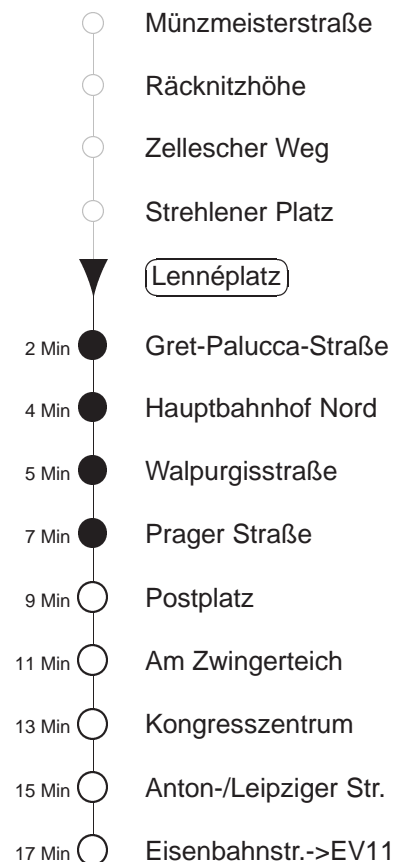 Münzmeisterstraße
Räcknitzhöhe
Zellescher Weg
Strehlener Platz
Lennéplatz
2 Min Gret-Palucca-Straße
4 Min Hauptbahnhof Nord
5 Min Walpurgisstraße
7 Min Prager Straße
9 Min Postplatz
11 Min Am Zwingerteich
13 Min Kongresszentrum
15 Min Anton-/Leipziger Str.
17 Min Eisenbahnstr.->EV11